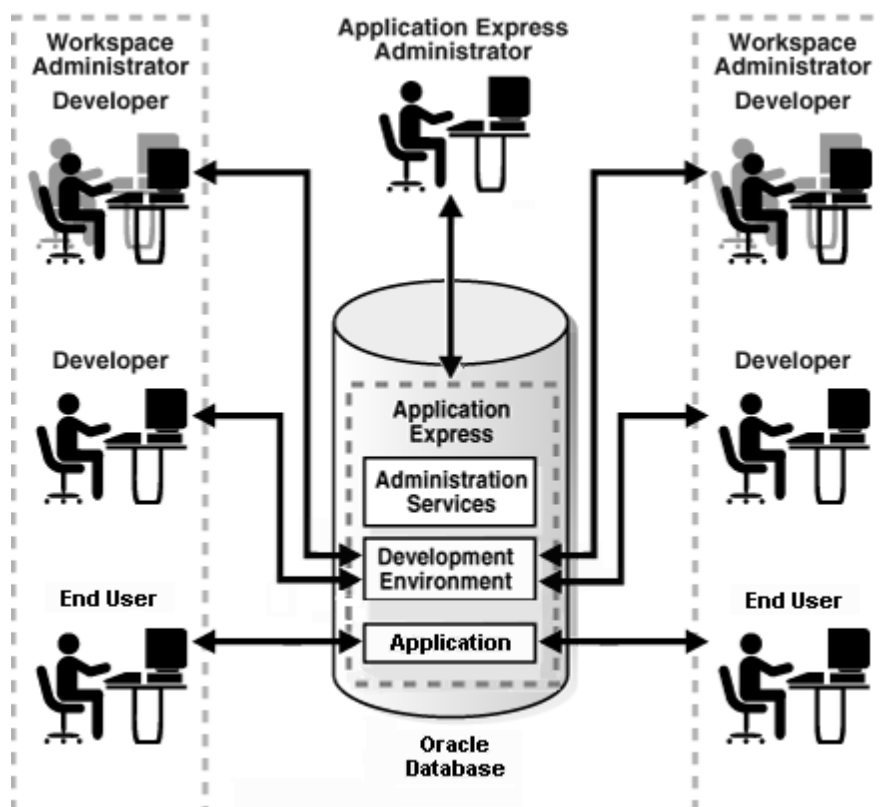 Workspace
Administrator
Developer
Application Express
Administrator
Workspace
Administrator
Developer
Developer
Developer
Application
Express
Administration
Services
Development
Environment
End User
End User
Application
Oracle
Database